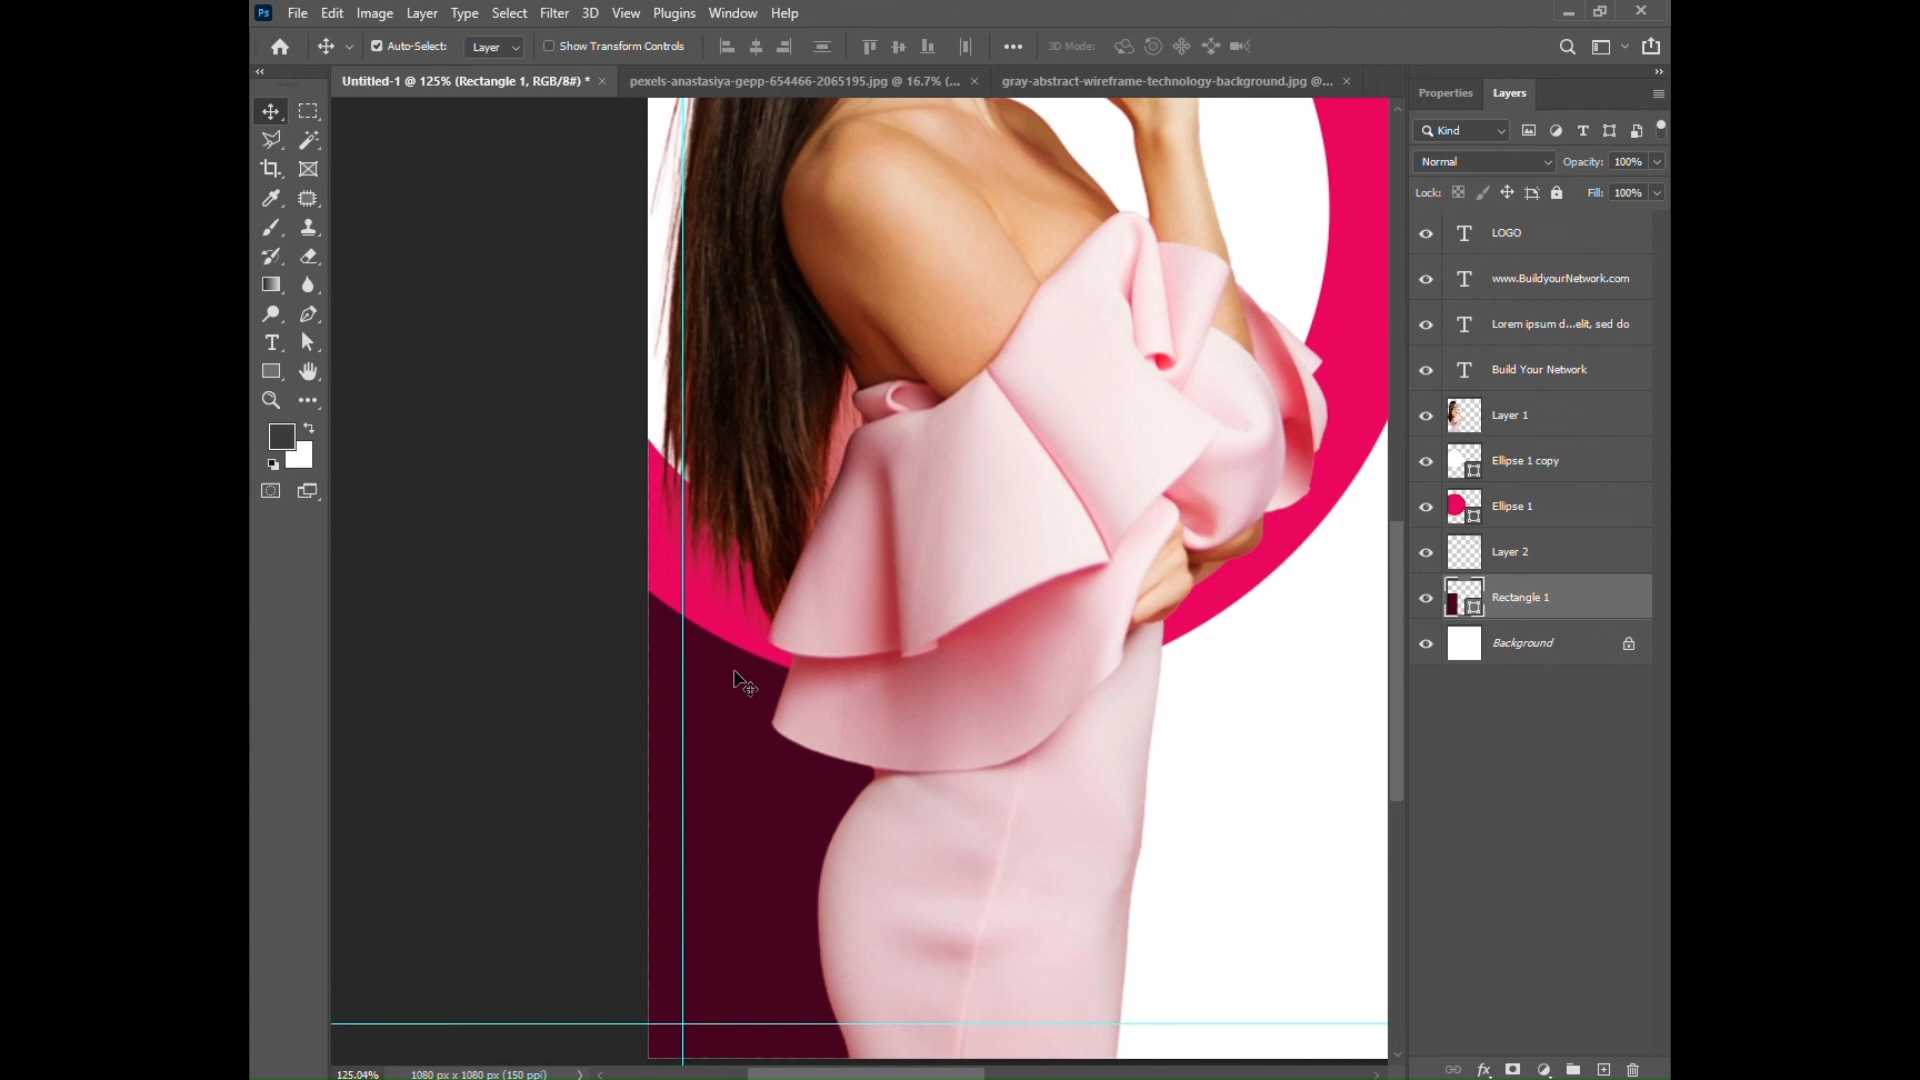 Ps File Edit Image Layer Type Select Filter 3D View Plugins Window Help
Auto-Select: Layer Show Transform Controls 3D Mode:
Untitled-1 @ 125% (Rectangle 1, RGB/8#) * × pexels-anastasiya-gepp-654466-2065195.jpg @ 16.7% (... × gray-abstract-wireframe-technology-background.jpg @... ×
Properties Layers
Kind
Normal Opacity: 100%
Lock: Fill: 100%
T LOGO
T www.BuildyourNetwork.com
T Lorem ipsum d...elit, sed do
T Build Your Network
Layer 1
Ellipse 1 copy
Ellipse 1
Layer 2
Rectangle 1
Background
125.04% 1080 px x 1080 px (150 ppi)